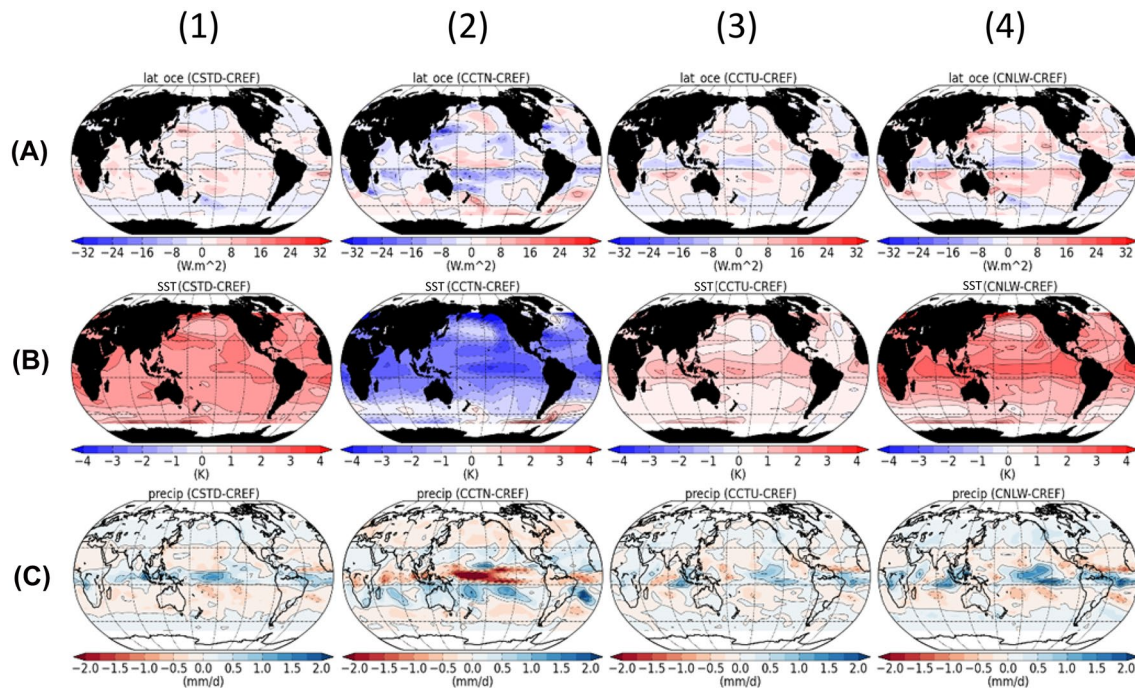 (1) (2) (3) (4)
lat_oce (CSTD-CREF) lat_oce (CCTN-CREF) lat_oce (CCTU-CREF) lat_oce (CNLW-CREF)
(A)
−32 −24 −16 −8 0 8 16 24 32 −32 −24 −16 −8 0 8 16 24 32 −32 −24 −16 −8 0 8 16 24 32 −32 −24 −16 −8 0 8 16 24 32
(W.m^2) (W.m^2) (W.m^2) (W.m^2)
SST (CSTD-CREF) SST (CCTN-CREF) SST (CCTU-CREF) SST (CNLW-CREF)
(B)
−4 −3 −2 −1 0 1 2 3 4 −4 −3 −2 −1 0 1 2 3 4 −4 −3 −2 −1 0 1 2 3 4 −4 −3 −2 −1 0 1 2 3 4
(K) (K) (K) (K)
precip (CSTD-CREF) precip (CCTN-CREF) precip (CCTU-CREF) precip (CNLW-CREF)
(C)
−2.0 −1.5 −1.0 −0.5 0.0 0.5 1.0 1.5 2.0 −2.0 −1.5 −1.0 −0.5 0.0 0.5 1.0 1.5 2.0 −2.0 −1.5 −1.0 −0.5 0.0 0.5 1.0 1.5 2.0 −2.0 −1.5 −1.0 −0.5 0.0 0.5 1.0 1.5 2.0
(mm/d) (mm/d) (mm/d) (mm/d)